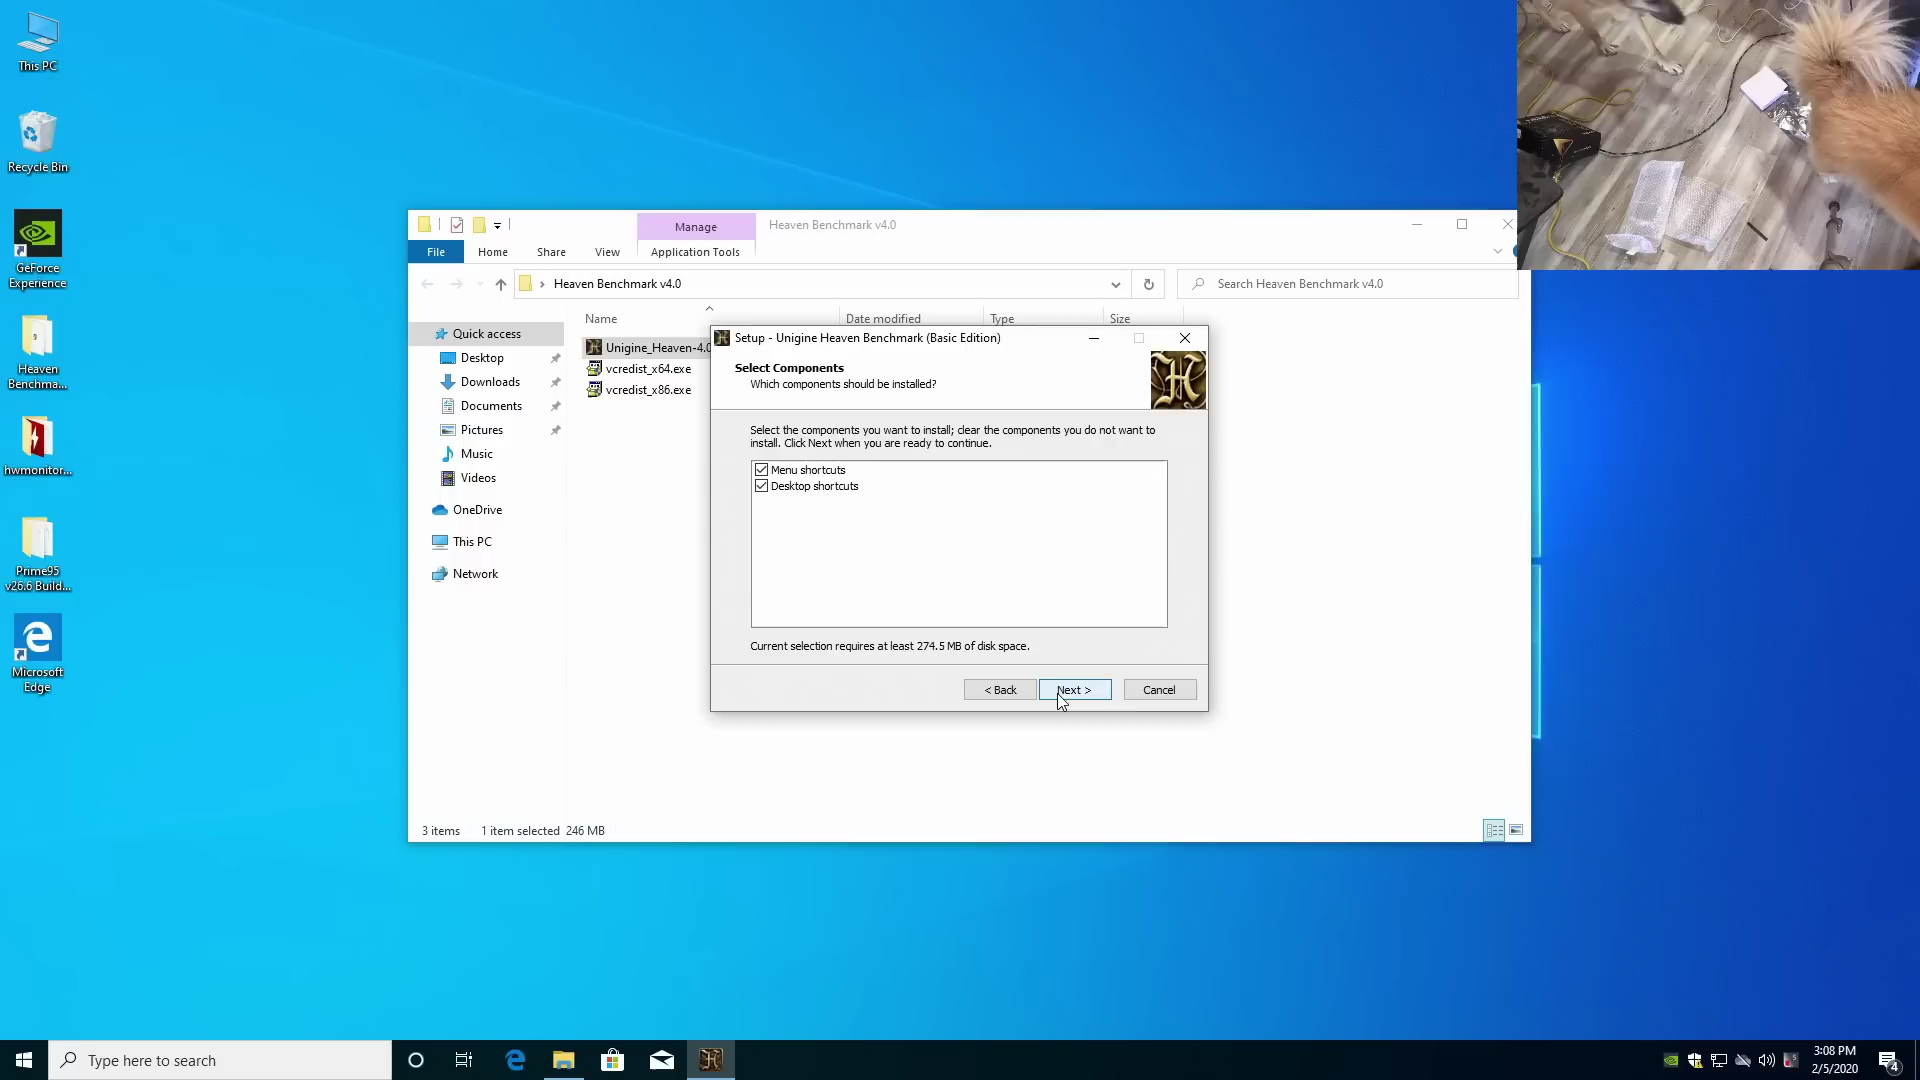 This PC
Recycle Bin
GeForce
Experience
Heaven
Benchma...
hwmonitor...
Prime95
v26.6 Build...
Microsoft
Edge
Manage
Heaven Benchmark v4.0
File
Home
Share
View
Application Tools
Heaven Benchmark v4.0
Search Heaven Benchmark v4.0
Name
Date modified
Type
Size
Quick access
Desktop
Downloads
Documents
Pictures
Music
Videos
OneDrive
This PC
Network
Unigine_Heaven-4.0
vcredist_x64.exe
vcredist_x86.exe
Setup - Unigine Heaven Benchmark (Basic Edition)
Select Components
Which components should be installed?
Select the components you want to install; clear the components you do not want to
install. Click Next when you are ready to continue.
Menu shortcuts
Desktop shortcuts
Current selection requires at least 274.5 MB of disk space.
< Back
Next >
Cancel
3 items
1 item selected 246 MB
Type here to search
3:08 PM
2/5/2020
4